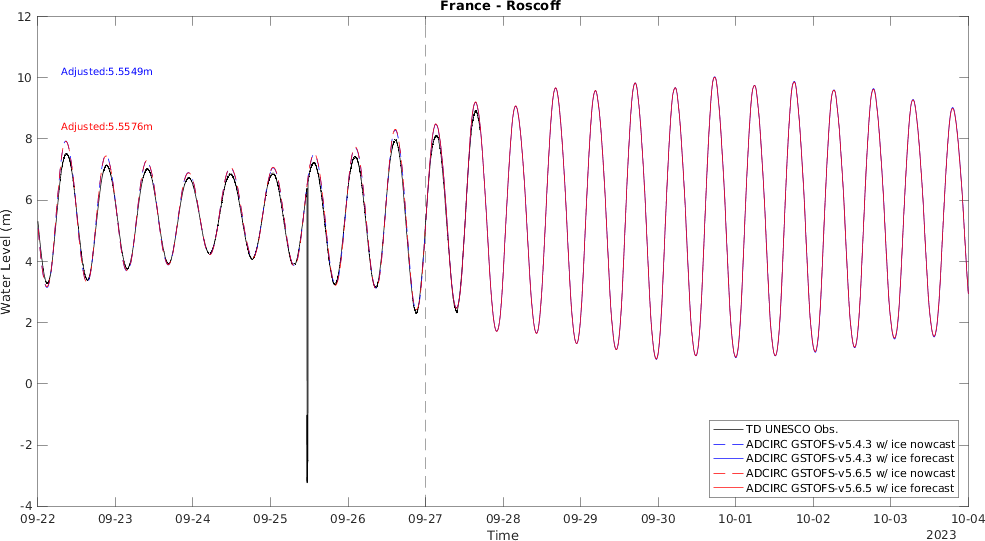 France - Roscoff
12
10
8
6
4
2
0
-2
-4
Water Level (m)
Adjusted:5.5549m
Adjusted:5.5576m
TD UNESCO Obs.
ADCIRC GSTOFS-v5.4.3 w/ ice nowcast
ADCIRC GSTOFS-v5.4.3 w/ ice forecast
ADCIRC GSTOFS-v5.6.5 w/ ice nowcast
ADCIRC GSTOFS-v5.6.5 w/ ice forecast
09-22 09-23 09-24 09-25 09-26 09-27 09-28 09-29 09-30 10-01 10-02 10-03 10-04
Time
2023